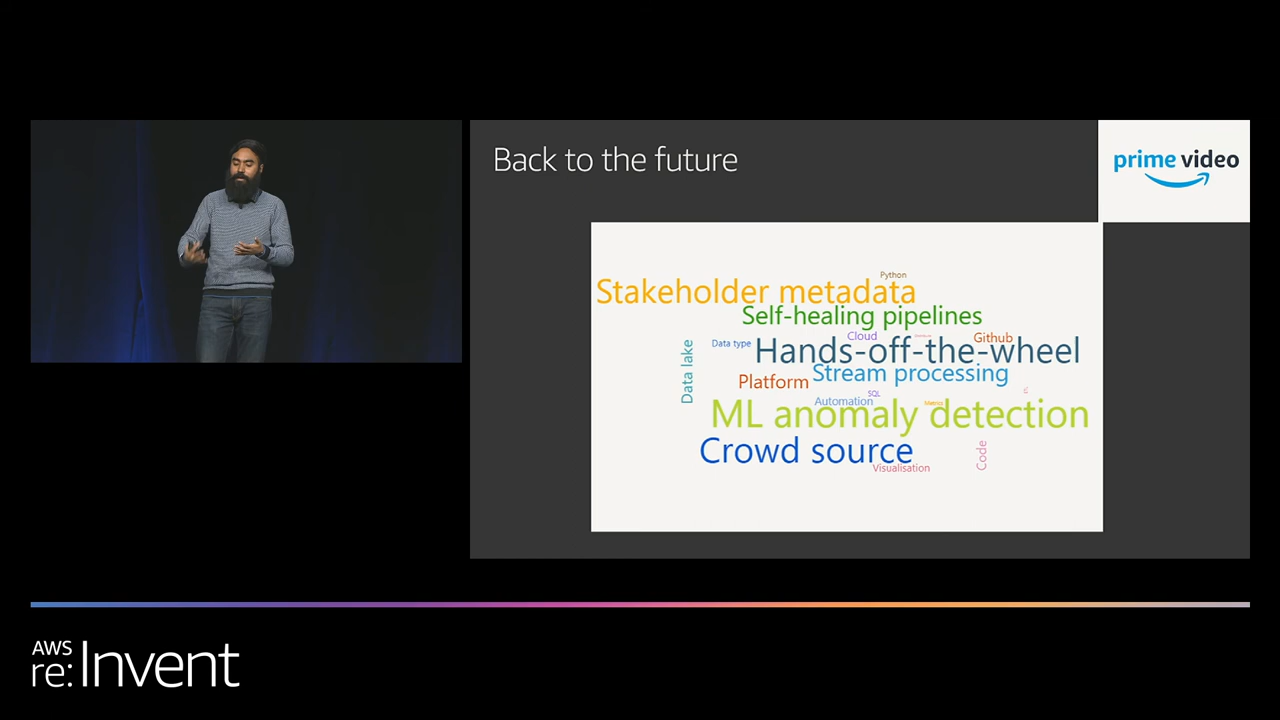 Back to the future
prime video
Python
Stakeholder metadata
Self-healing pipelines
Cloud
Github
Data type
Hands-off-the-wheel
Data lake
Stream processing
Platform
SQL
Automation
Metrics
ML anomaly detection
Crowd source
Code
Visualisation
AWS
re:Invent